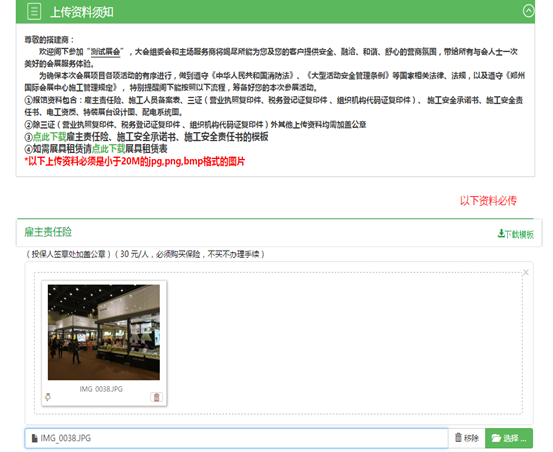 上传资料须知
尊敬的搭建商：
欢迎阁下参加“测试展会”，大会组委会和主场服务商将竭尽所能为您及您的客户提供安全、融洽、和谐、舒心的营商氛围，带给所有与会人士一次
美好的会展服务体验。
为确保本次会展项目各项活动的有序进行，做到遵守《中华人民共和国消防法》、《大型活动安全管理条例》等国家相关法律、法规，以及遵守《郑州
国际会展中心施工管理规定》，特别提醒阁下能按照以下流程，筹备好您的本次参展活动。
①报馆资料包含：雇主责任险、施工人员备案表、三证（营业执照复印件、税务登记证复印件、组织机构代码证复印件）、施工安全承诺书、施工安全责
任书、电工资质、特装展台设计图、配电系统图。
②除三证（营业执照复印件、税务登记证复印件、组织机构代码证复印件）外其他上传资料均需加盖公章
③点此下载雇主责任险、施工安全承诺书、施工安全责任书的模板
④如需展具租赁请点此下载展具租赁表
*以下上传资料必须是小于20M的jpg,png,bmp格式的图片
以下资料必传
雇主责任险
下载模板
（投保人签章处加盖公章）（30 元/人，必须购买保险，不买不办理手续）
x
IMG_0038.JPG
IMG_0038.JPG
移除
选择 ...